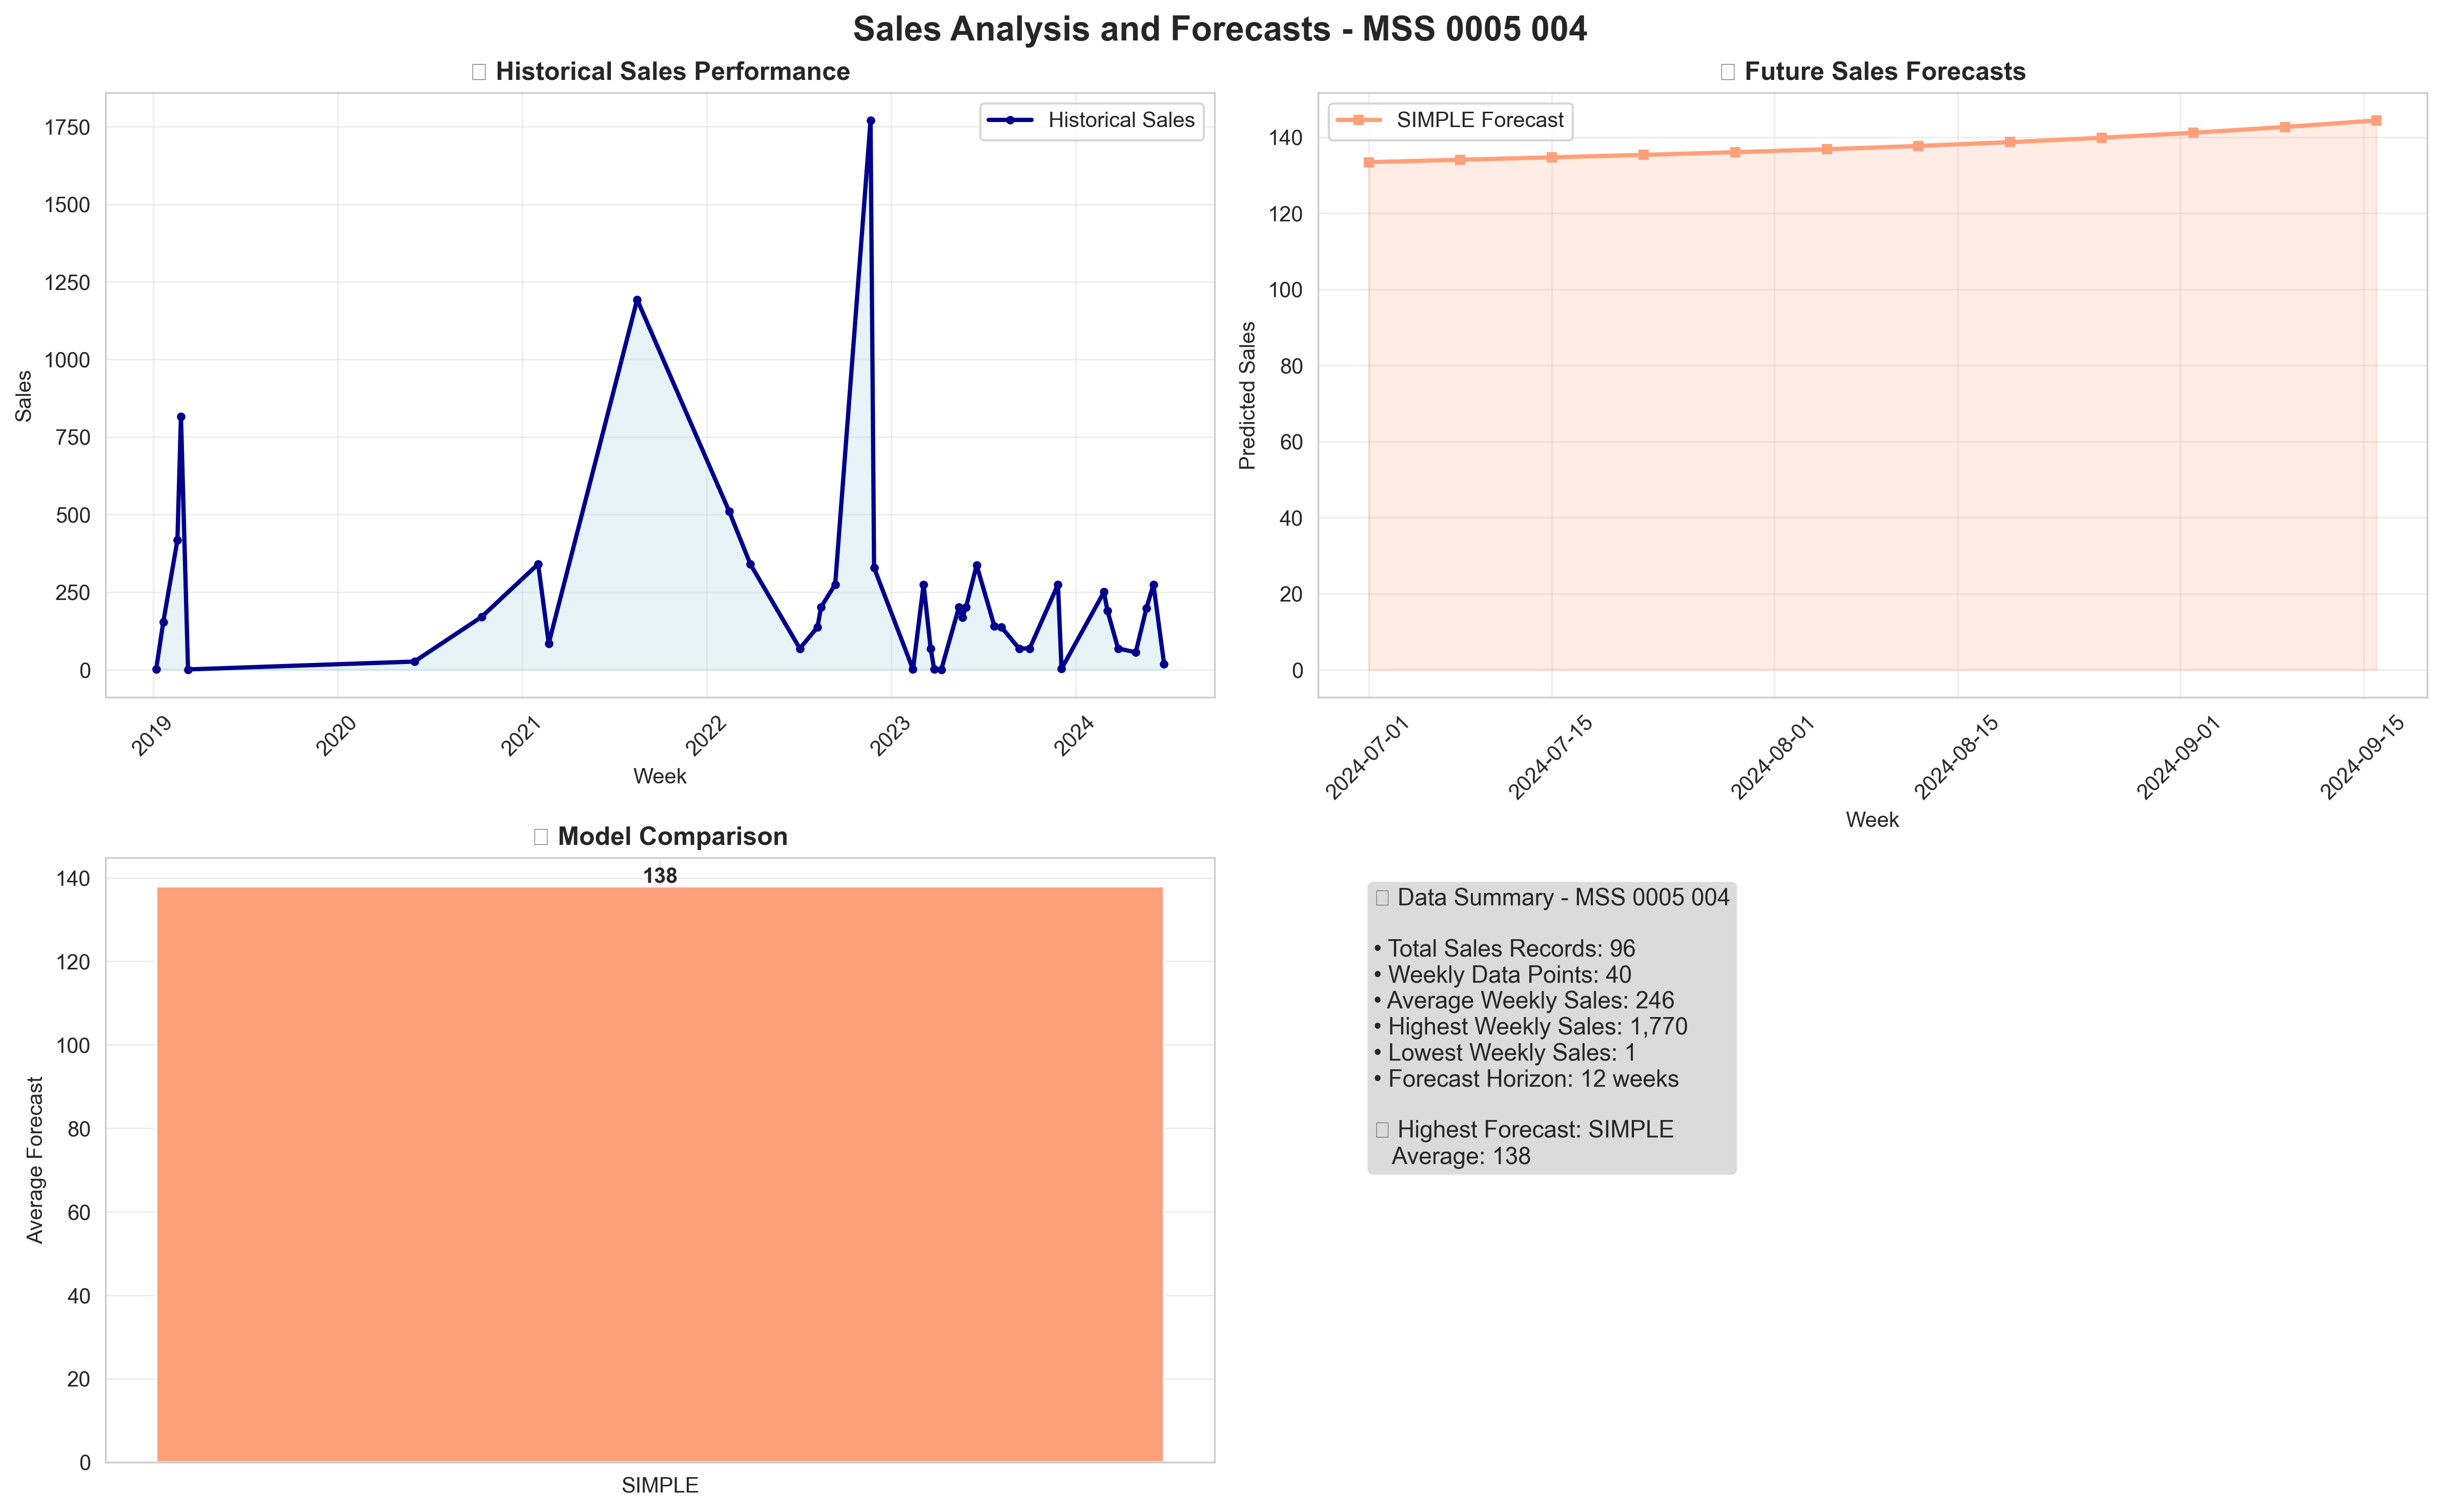 Sales Analysis and Forecasts - MSS 0005 004
Historical Sales Performance
Historical Sales
1750
1500
1250
1000
750
500
250
0
Sales
2019
2020
2021
2022
2023
2024
Week
Future Sales Forecasts
SIMPLE Forecast
140
120
100
80
60
40
20
0
Predicted Sales
2024-07-01
2024-07-15
2024-08-01
2024-08-15
2024-09-01
2024-09-15
Week
Model Comparison
138
140
120
100
80
60
40
20
0
Average Forecast
SIMPLE
Data Summary - MSS 0005 004
• Total Sales Records: 96
• Weekly Data Points: 40
• Average Weekly Sales: 246
• Highest Weekly Sales: 1,770
• Lowest Weekly Sales: 1
• Forecast Horizon: 12 weeks
Highest Forecast: SIMPLE
Average: 138